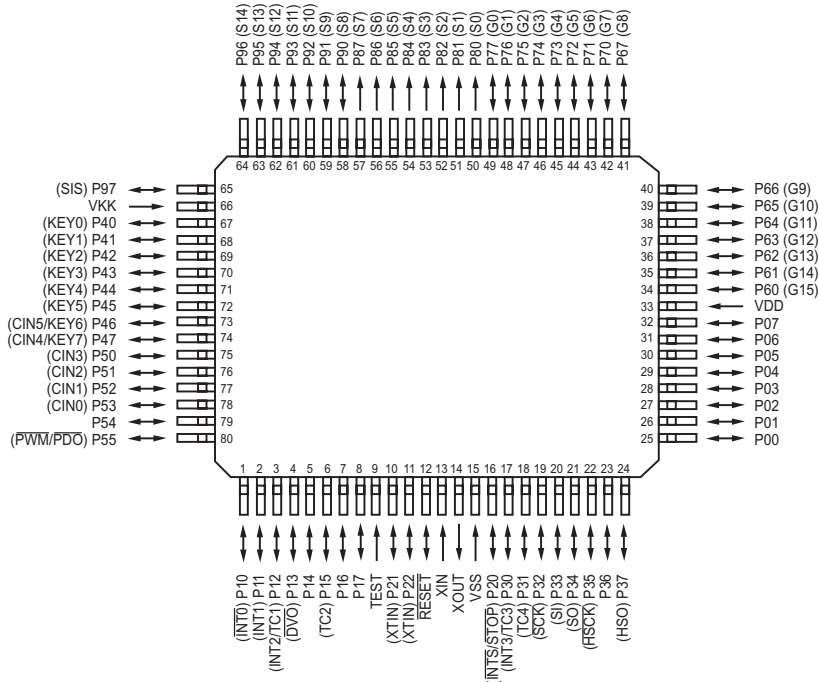 P96 (S14)
P95 (S13)
P94 (S12)
P93 (S11)
P92 (S10)
P91 (S9)
P90 (S8)
P87 (S7)
P86 (S6)
P85 (S5)
P84 (S4)
P83 (S3)
P82 (S2)
P81 (S1)
P80 (S0)
P77 (G0)
P76 (G1)
P75 (G2)
P74 (G3)
P73 (G4)
P72 (G5)
P71 (G6)
P70 (G7)
P67 (G8)
64 63 62 61 60 59 58 57 56 55 54 53 52 51 50 49 48 47 46 45 44 43 42 41
(SIS) P97 65
VKK 66
(KEY0) P40 67
(KEY1) P41 68
(KEY2) P42 69
(KEY3) P43 70
(KEY4) P44 71
(KEY5) P45 72
(CIN5/KEY6) P46 73
(CIN4/KEY7) P47 74
(CIN3) P50 75
(CIN2) P51 76
(CIN1) P52 77
(CIN0) P53 78
P54 79
(PWM/PDO) P55 80
40 P66 (G9)
39 P65 (G10)
38 P64 (G11)
37 P63 (G12)
36 P62 (G13)
35 P61 (G14)
34 P60 (G15)
33 VDD
32 P07
31 P06
30 P05
29 P04
28 P03
27 P02
26 P01
25 P00
1 2 3 4 5 6 7 8 9 10 11 12 13 14 15 16 17 18 19 20 21 22 23 24
(INT0) P10
(INT1) P11
(INT2/TC1) P12
(DVO) P13
P14
(TC2) P15
P16
P17
TEST
(XTIN) P21
(XTIN) P22
RESET
XIN
XOUT
VSS
(INTS/STOP) P20
(INT3/TC3) P30
(TC4) P31
(SCK) P32
(SI) P33
(SO) P34
(HSCK) P35
P36
(HSO) P37